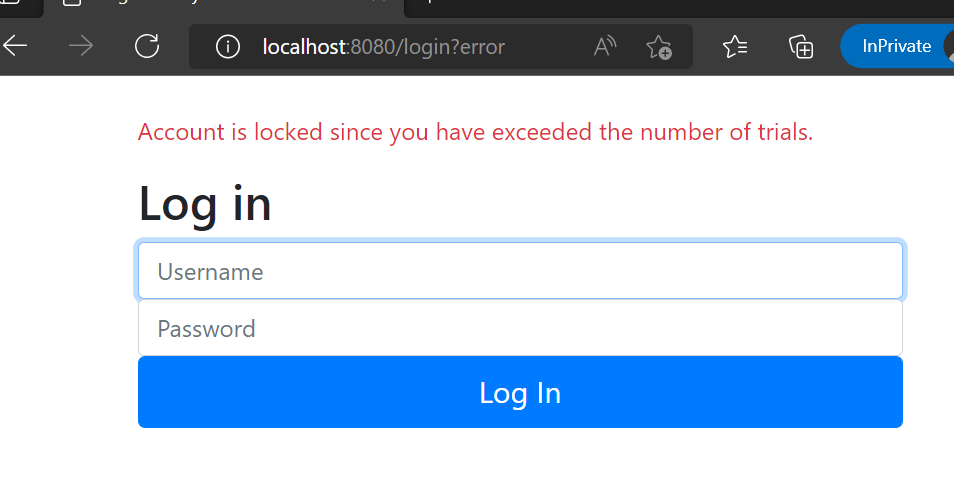 localhost:8080/login?error
InPrivate
Account is locked since you have exceeded the number of trials.
Log in
Username
Password
Log In